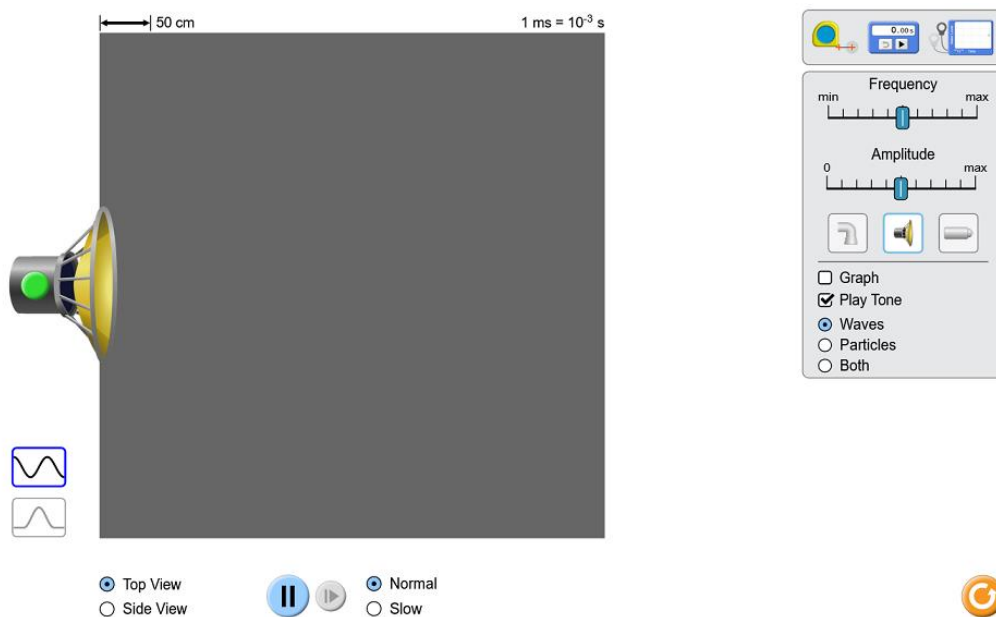 50 cm
1 ms = 10⁻³ s
0.00 s
Frequency
min max
Amplitude
0 max
Graph
Play Tone
Waves
Particles
Both
Top View
Side View
Normal
Slow